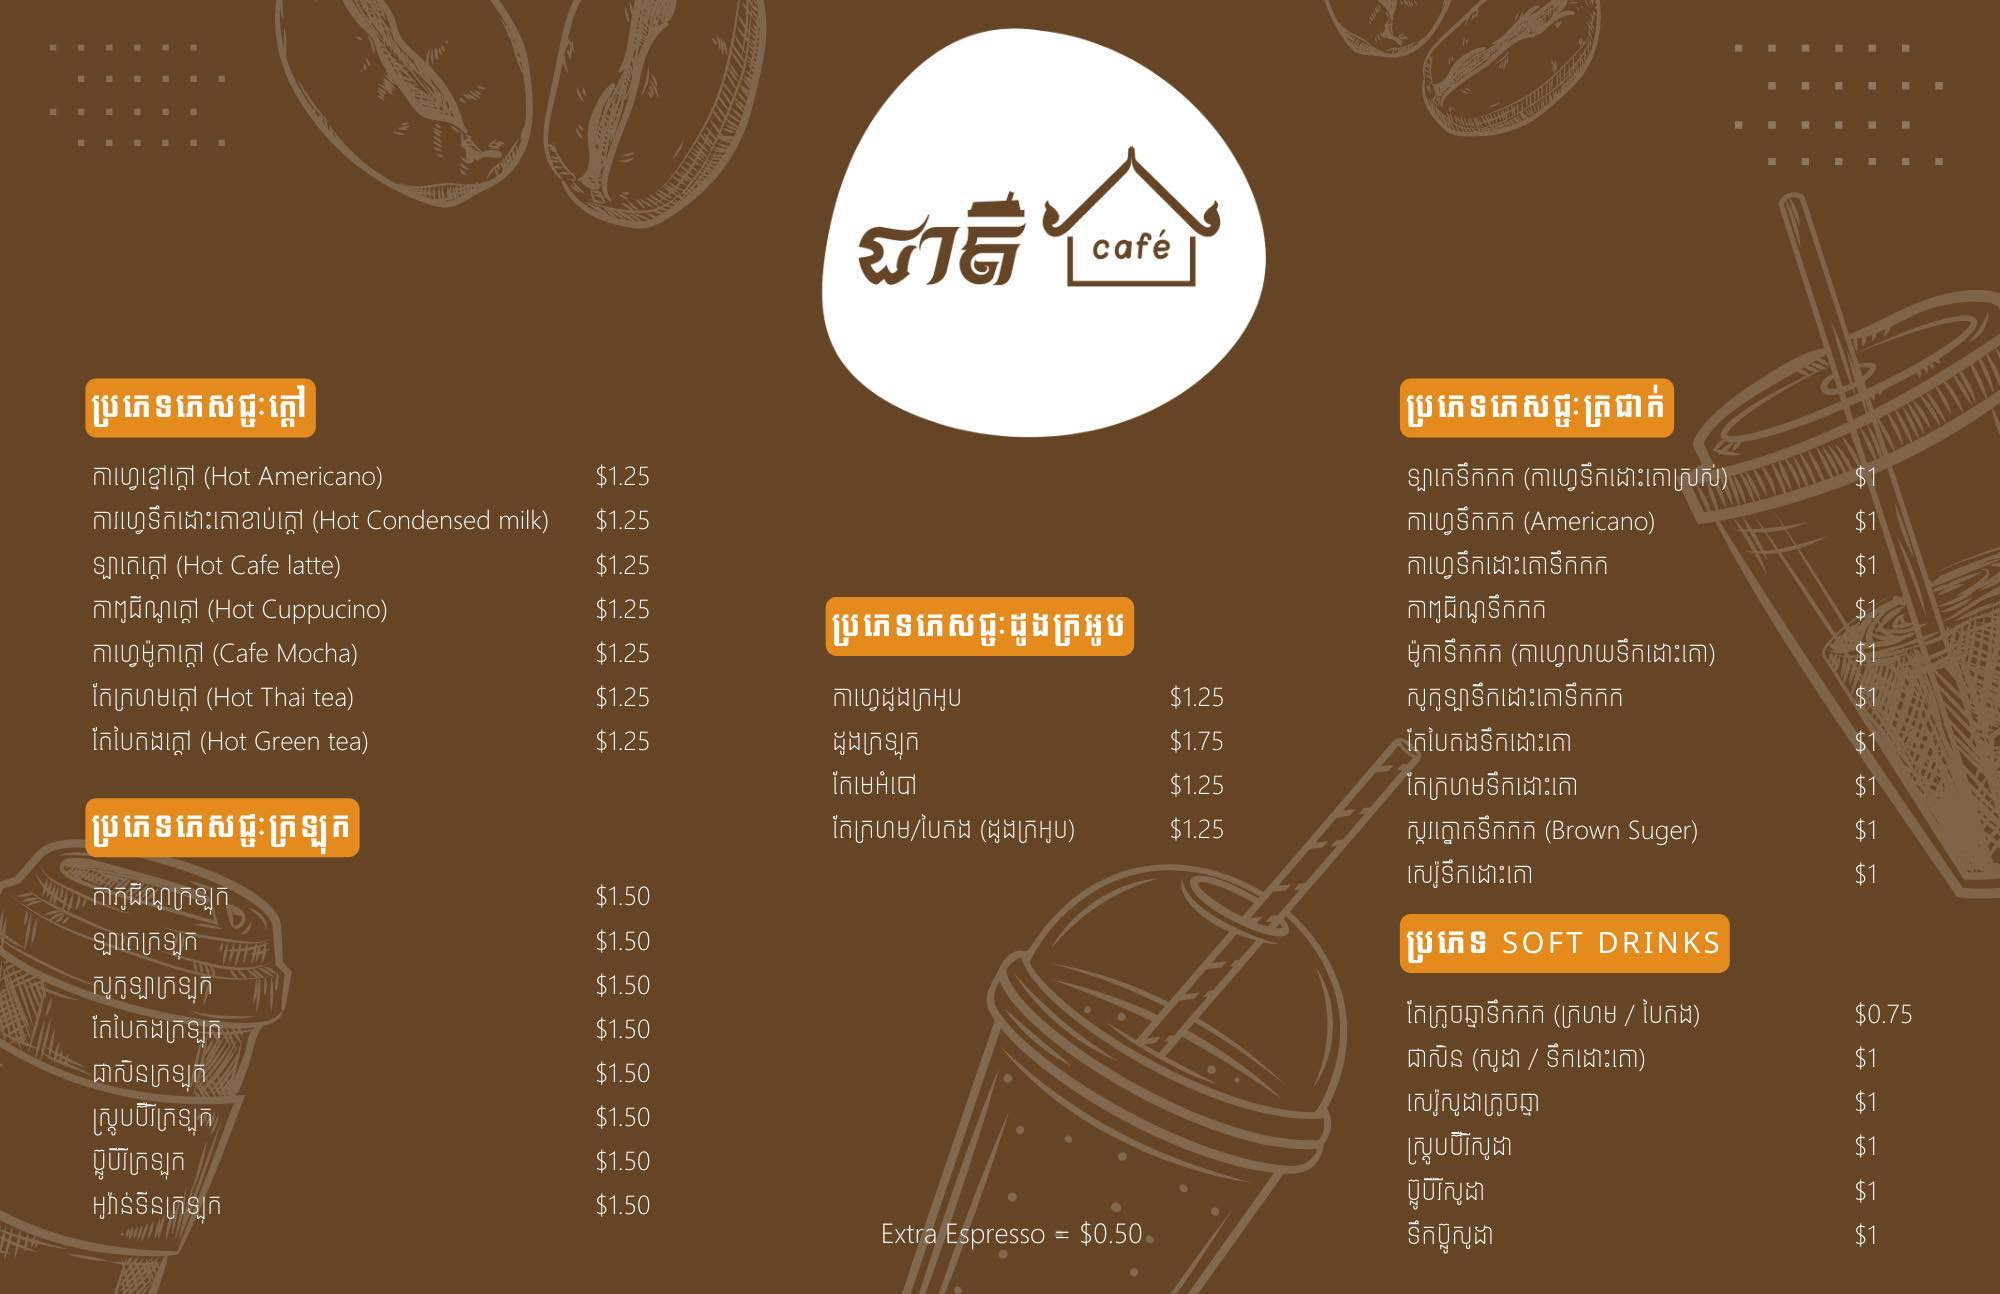 ជាតិ café
ប្រភេទភេសជ្ជៈក្ដៅ
កាហ្វេខ្មៅក្ដៅ (Hot Americano) $1.25
ការហ្វេទឹកដោះគោខាប់ក្ដៅ (Hot Condensed milk) $1.25
ឡាតេក្ដៅ (Hot Cafe latte) $1.25
កាពូជីណូក្ដៅ (Hot Cuppucino) $1.25
កាហ្វេម៉ូកាក្ដៅ (Cafe Mocha) $1.25
តែក្រហមក្ដៅ (Hot Thai tea) $1.25
តែបៃតងក្ដៅ (Hot Green tea) $1.25
ប្រភេទភេសជ្ជៈក្រឡុក
កាភូជីណូក្រឡុក $1.50
ឡាតេក្រឡុក $1.50
សូកូឡាក្រឡុក $1.50
តែបៃតងក្រឡុក $1.50
ផាសិនក្រឡុក $1.50
ស្ត្រូបប៊ីរីក្រឡុក $1.50
ប៊្លូប៊ីរីក្រឡុក $1.50
អូវ៉ាន់ទីនក្រឡុក $1.50
ប្រភេទភេសជ្ជៈដូងក្រអូប
កាហ្វេដូងក្រអូប $1.25
ដូងក្រឡុក $1.75
តែមេអំបៅ $1.25
តែក្រហម/បៃតង (ដូងក្រអូប) $1.25
Extra Espresso = $0.50
ប្រភេទភេសជ្ជៈត្រជាក់
ឡាតេទឹកកក (កាហ្វេទឹកដោះគោស្រស់) $1
កាហ្វេទឹកកក (Americano) $1
កាហ្វេទឹកដោះគោទឹកកក $1
កាពូជីណូទឹកកក $1
ម៉ូកាទឹកកក (កាហ្វេលាយទឹកដោះគោ) $1
សូកូឡាទឹកដោះគោទឹកកក $1
តែបៃតងទឹកដោះគោ $1
តែក្រហមទឹកដោះគោ $1
ស្ករត្នោតទឹកកក (Brown Suger) $1
សេរ៉ូទឹកដោះគោ $1
ប្រភេទ SOFT DRINKS
តែក្រូចឆ្មាទឹកកក (ក្រហម / បៃតង) $0.75
ផាសិន (សូដា / ទឹកដោះគោ) $1
សេរ៉ូសូដាក្រូចឆ្មា $1
ស្ត្រូបប៊ីរីសូដា $1
ប៊្លូប៊ីរីសូដា $1
ទឹកប៊្លូសូដា $1